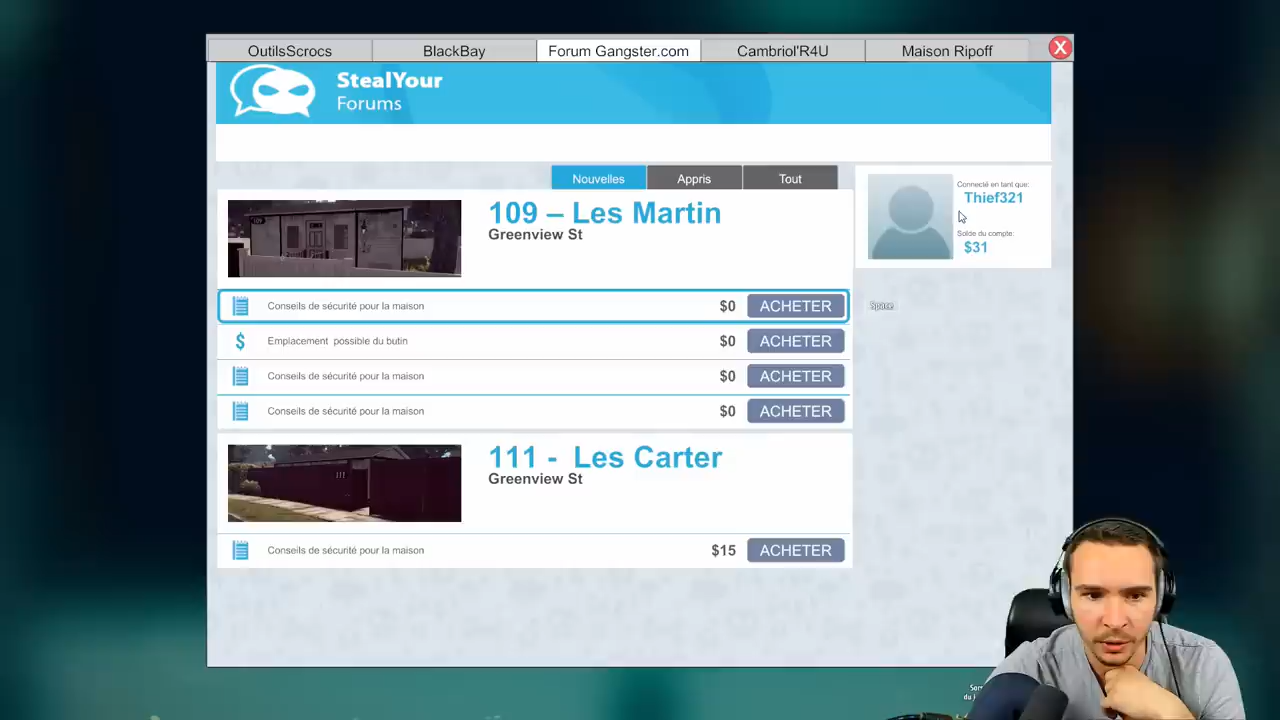 OutilsScrocs
BlackBay
Forum Gangster.com
Cambriol'R4U
Maison Ripoff
X
StealYour
Forums
Nouvelles
Appris
Tout
Connecté en tant que:
Thief321
Solde du compte:
$31
109 – Les Martin
Greenview St
Conseils de sécurité pour la maison $0 ACHETER
Space
$ Emplacement possible du butin $0 ACHETER
Conseils de sécurité pour la maison $0 ACHETER
Conseils de sécurité pour la maison $0 ACHETER
111 - Les Carter
Greenview St
111
Conseils de sécurité pour la maison $15 ACHETER